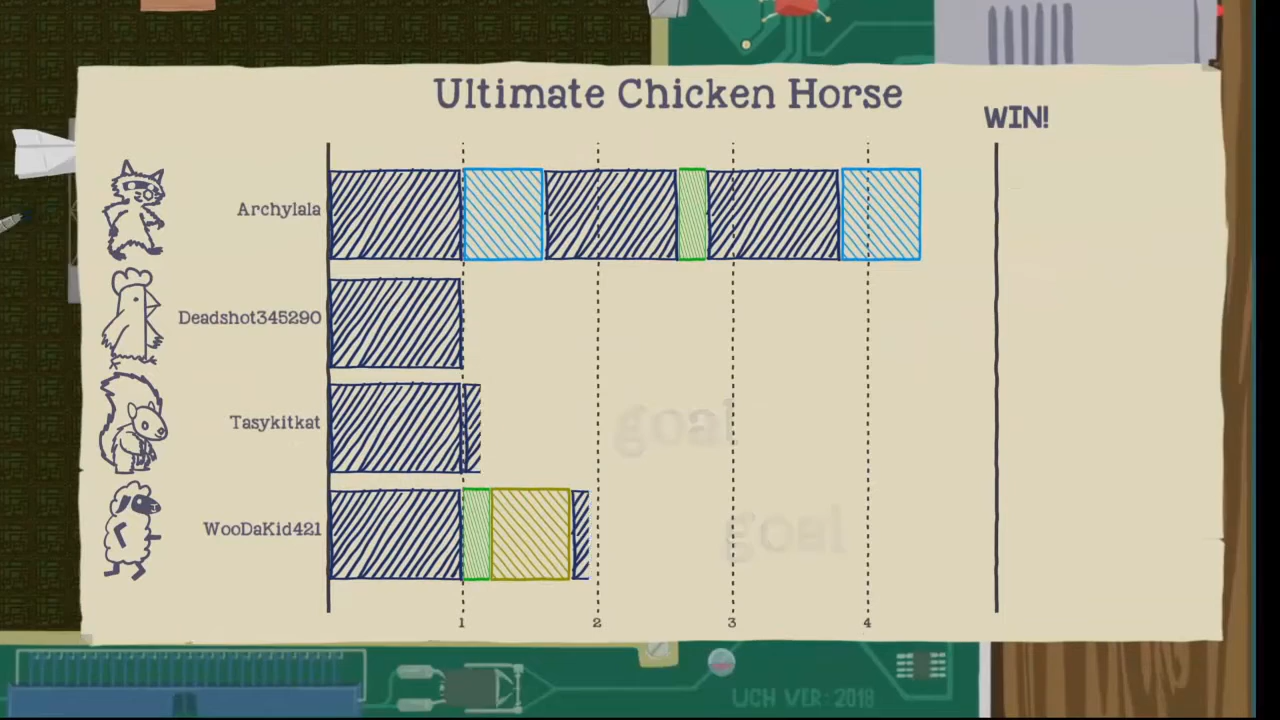 Ultimate Chicken Horse
WIN!
Archylala
Deadshot345290
Tasykitkat
goal
WooDaKid421
goal
1 2 3 4
UCH VER: 2018